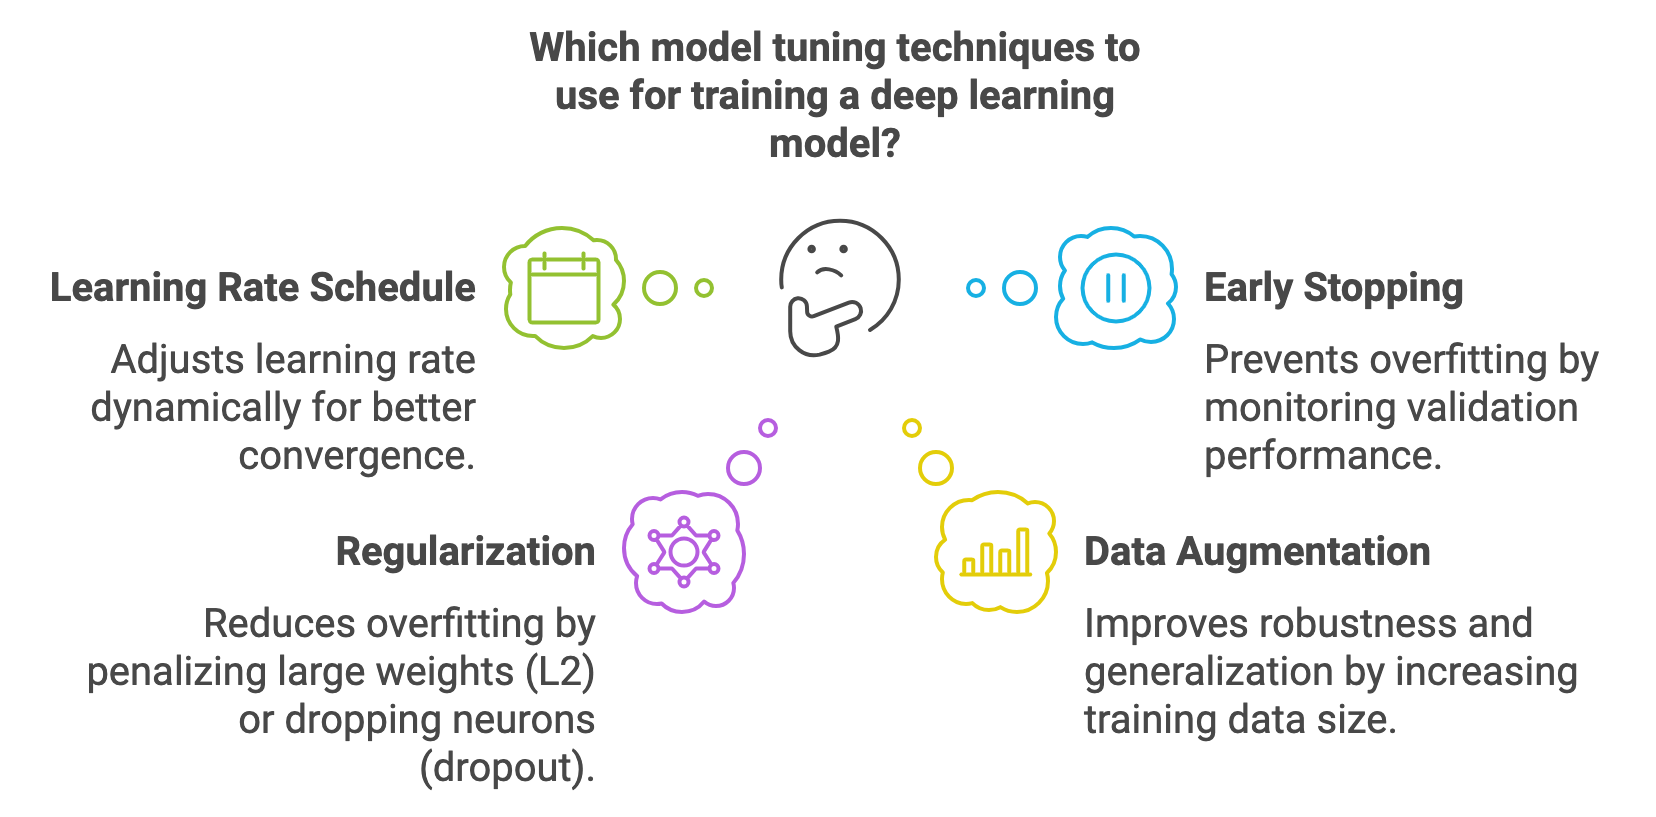 Which model tuning techniques to
use for training a deep learning
model?
Learning Rate Schedule
Adjusts learning rate
dynamically for better
convergence.
Early Stopping
Prevents overfitting by
monitoring validation
performance.
Regularization
Reduces overfitting by
penalizing large weights (L2)
or dropping neurons
(dropout).
Data Augmentation
Improves robustness and
generalization by increasing
training data size.